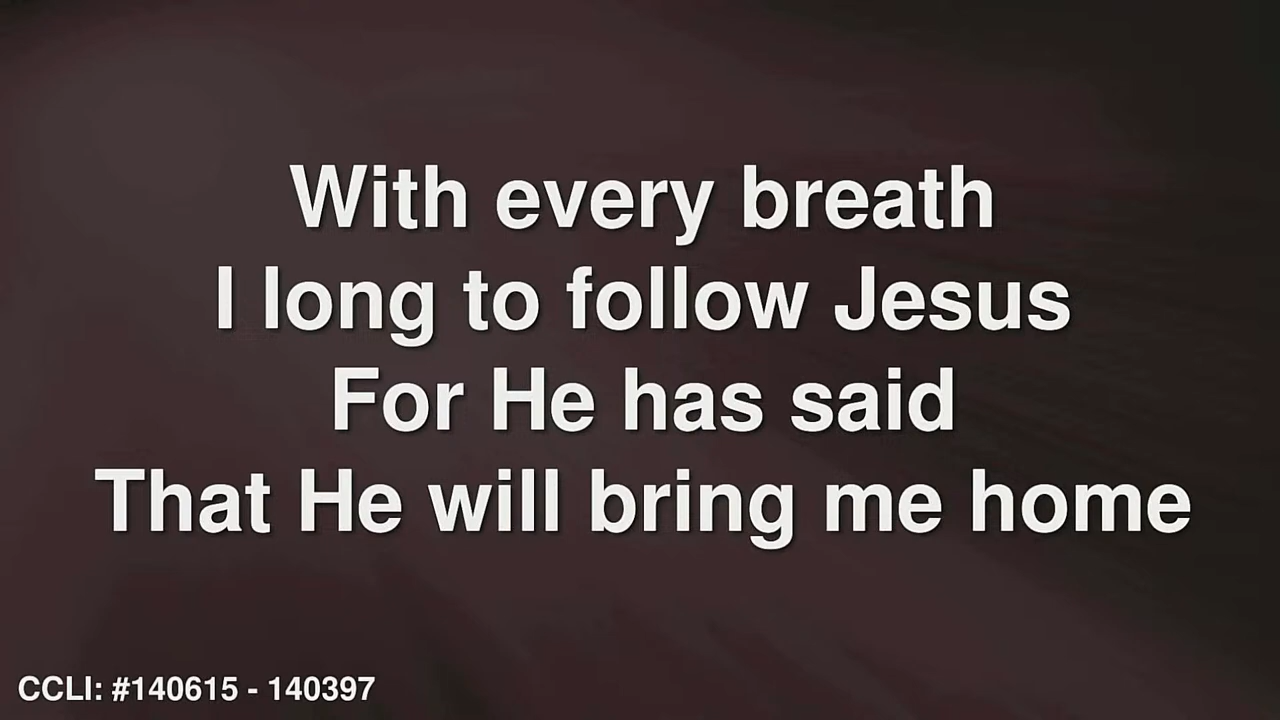 With every breath
I long to follow Jesus
For He has said
That He will bring me home
CCLI: #140615 - 140397